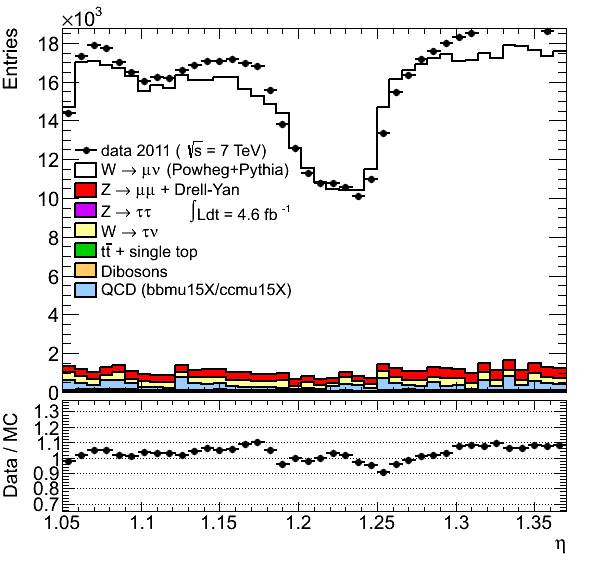 ×10³
Entries
18
16
14
12
10
8
6
4
2
0
data 2011 ( √s = 7 TeV)
W → μν (Powheg+Pythia)
Z → μμ + Drell-Yan
Z → ττ
∫Ldt = 4.6 fb⁻¹
W → τν
tt̄ + single top
Dibosons
QCD (bbmu15X/ccmu15X)
Data / MC
1.3
1.2
1.1
1
0.9
0.8
0.7
1.05 1.1 1.15 1.2 1.25 1.3 1.35
η